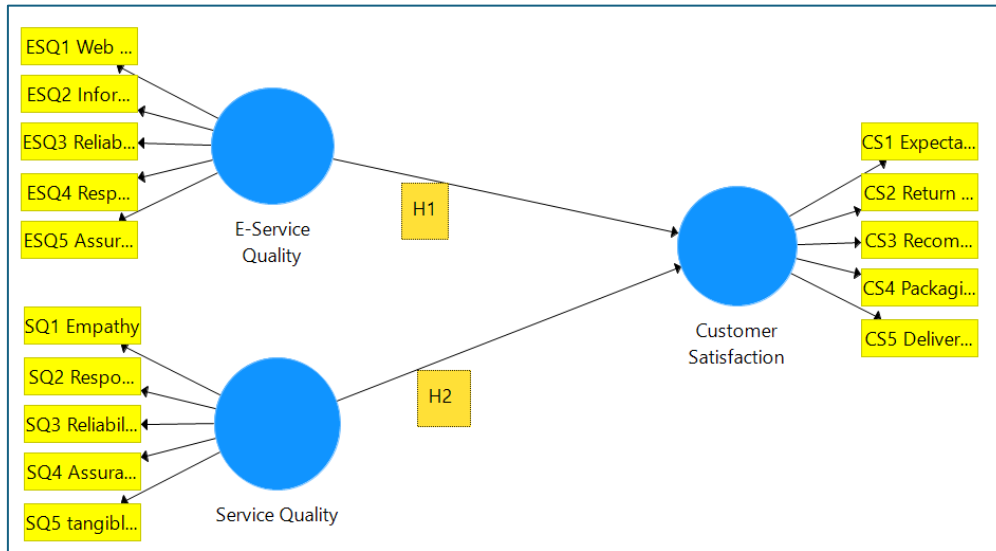 ESQ1 Web ...
ESQ2 Infor...
ESQ3 Reliab...
ESQ4 Resp...
ESQ5 Assur...
E-Service
Quality
H1
SQ1 Empathy
SQ2 Respo...
SQ3 Reliabil...
SQ4 Assura...
SQ5 tangibl...
Service Quality
H2
Customer
Satisfaction
CS1 Expecta...
CS2 Return ...
CS3 Recom...
CS4 Packagi...
CS5 Deliver...